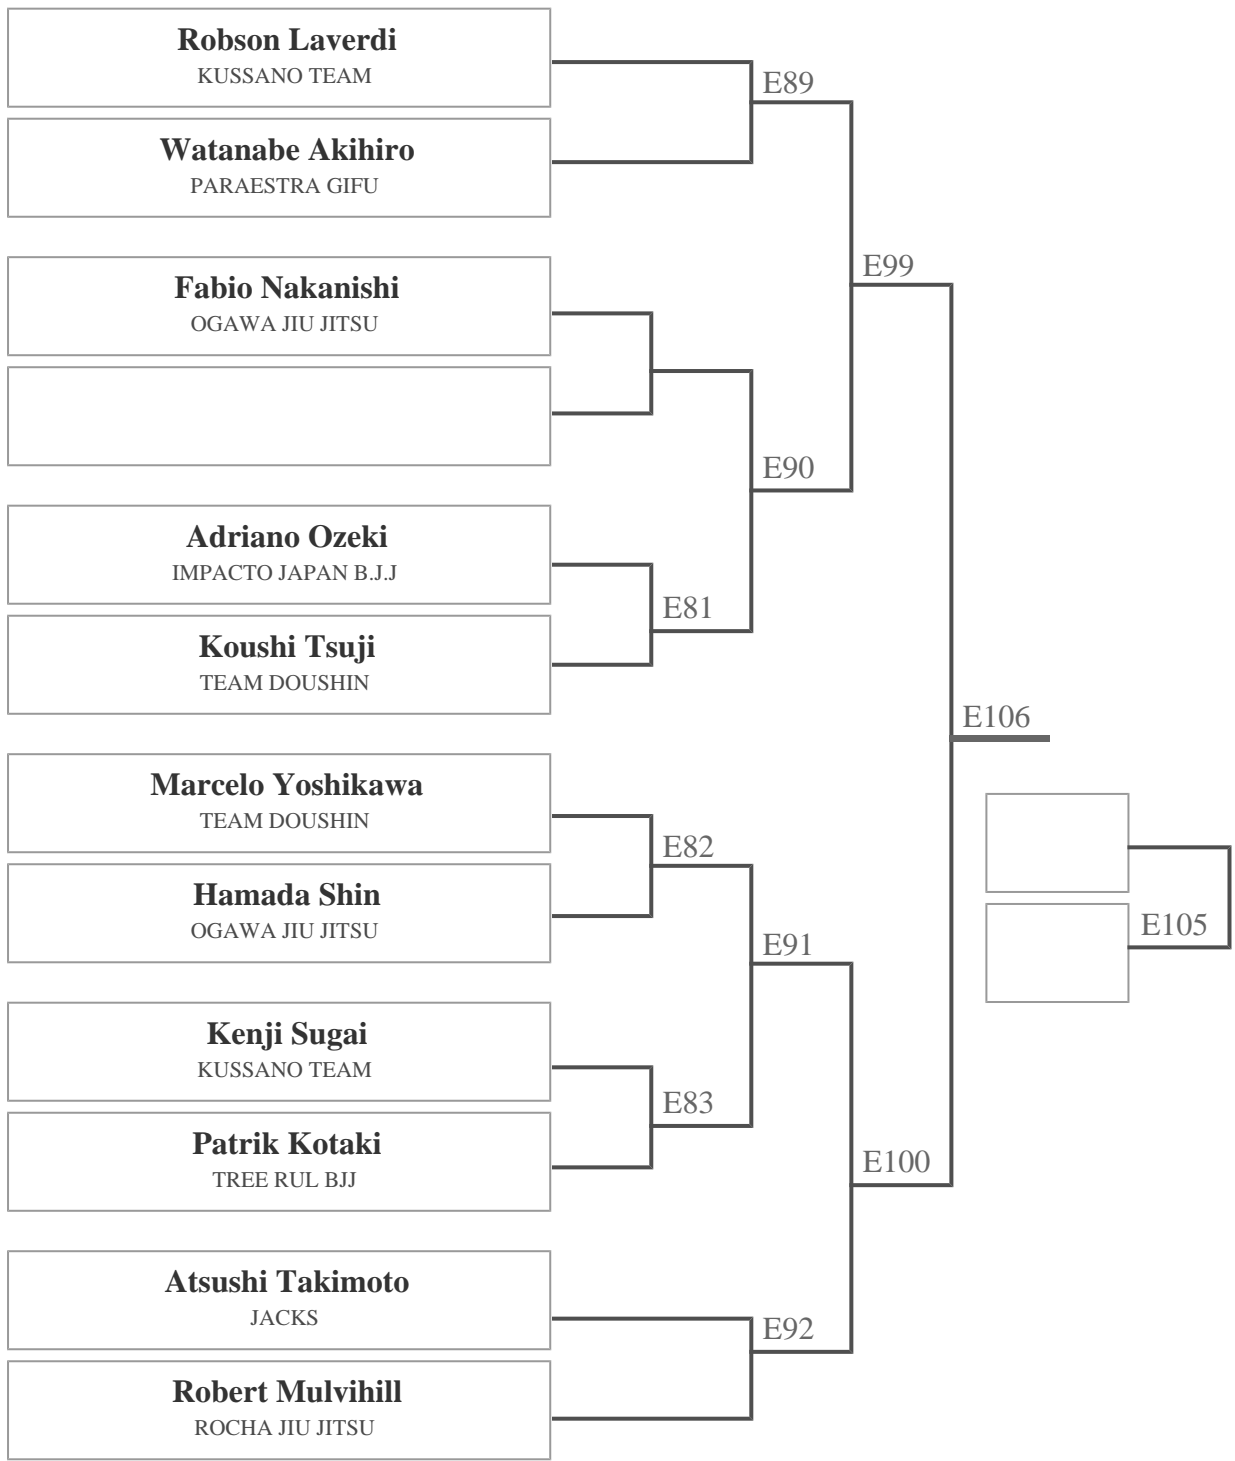 Robson Laverdi
KUSSANO TEAM
E89
Watanabe Akihiro
PARAESTRA GIFU
E99
Fabio Nakanishi
OGAWA JIU JITSU
E90
Adriano Ozeki
IMPACTO JAPAN B.J.J
E81
Koushi Tsuji
TEAM DOUSHIN
E106
Marcelo Yoshikawa
TEAM DOUSHIN
E82
Hamada Shin
OGAWA JIU JITSU
E105
E91
Kenji Sugai
KUSSANO TEAM
E83
Patrik Kotaki
TREE RUL BJJ
E100
Atsushi Takimoto
JACKS
E92
Robert Mulvihill
ROCHA JIU JITSU